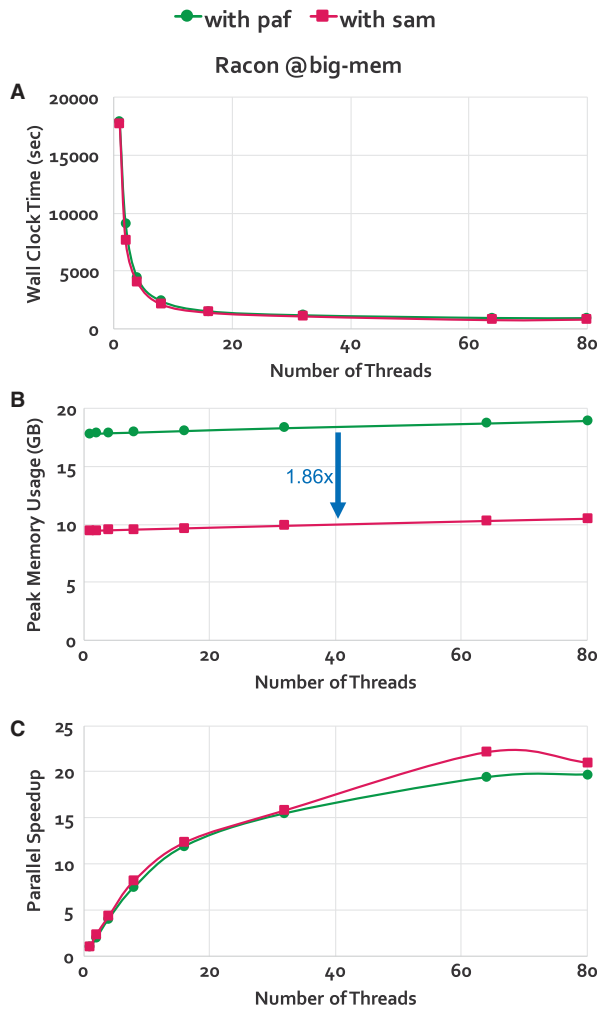 with paf with sam
Racon @big-mem
A
Wall Clock Time (sec)
20000
15000
10000
5000
0
0 20 40 60 80
Number of Threads
B
Peak Memory Usage (GB)
20
15
10
5
0
1.86x
0 20 40 60 80
Number of Threads
C
Parallel Speedup
25
20
15
10
5
0
0 20 40 60 80
Number of Threads